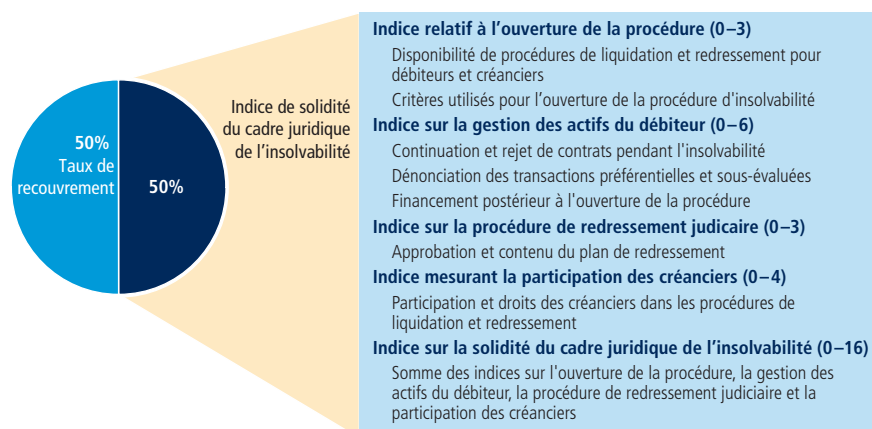 50%
Taux de
recouvrement
50%
Indice de solidité
du cadre juridique
de l'insolvabilité
Indice relatif à l'ouverture de la procédure (0–3)
Disponibilité de procédures de liquidation et redressement pour
débiteurs et créanciers
Critères utilisés pour l'ouverture de la procédure d'insolvabilité
Indice sur la gestion des actifs du débiteur (0–6)
Continuation et rejet de contrats pendant l'insolvabilité
Dénonciation des transactions préférentielles et sous-évaluées
Financement postérieur à l'ouverture de la procédure
Indice sur la procédure de redressement judicaire (0–3)
Approbation et contenu du plan de redressement
Indice mesurant la participation des créanciers (0–4)
Participation et droits des créanciers dans les procédures de
liquidation et redressement
Indice sur la solidité du cadre juridique de l'insolvabilité (0–16)
Somme des indices sur l'ouverture de la procédure, la gestion des
actifs du débiteur, la procédure de redressement judiciaire et la
participation des créanciers